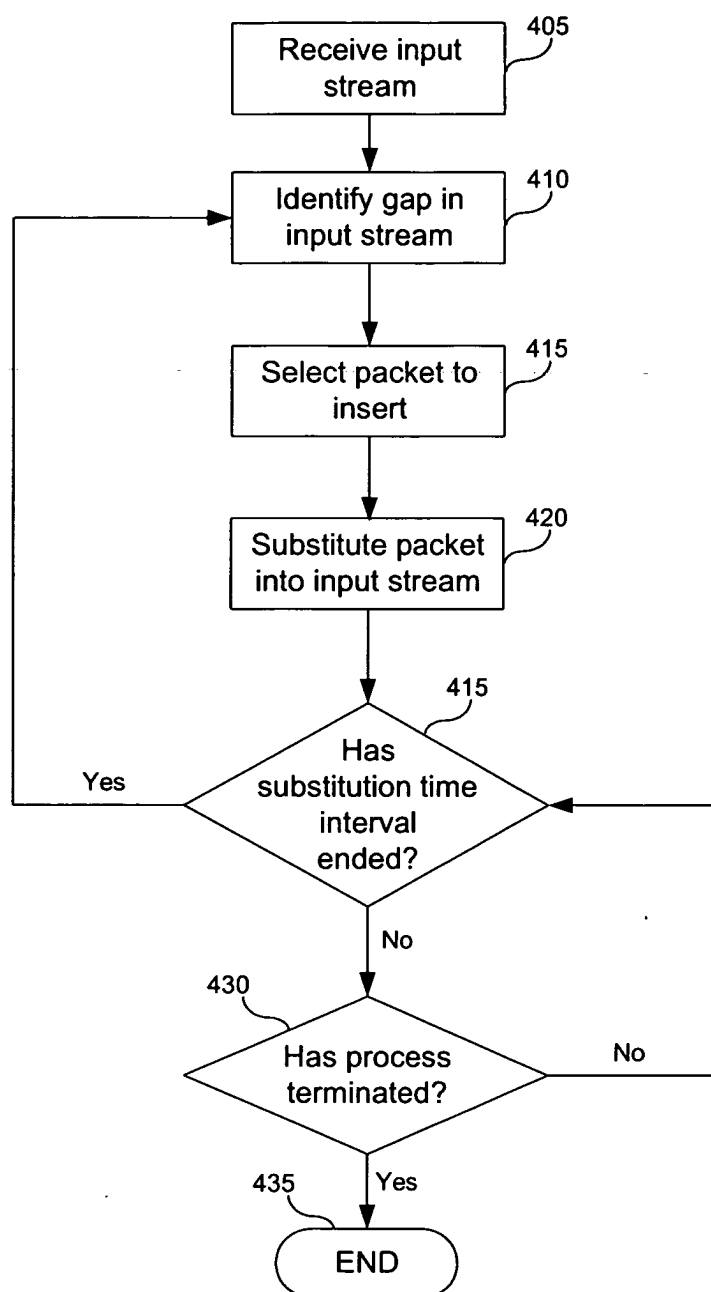 405
Receive input
stream
410
Identify gap in
input stream
415
Select packet to
insert
420
Substitute packet
into input stream
415
Has
substitution time
interval
ended?
Yes
No
430
Has process
terminated?
No
Yes
435
END